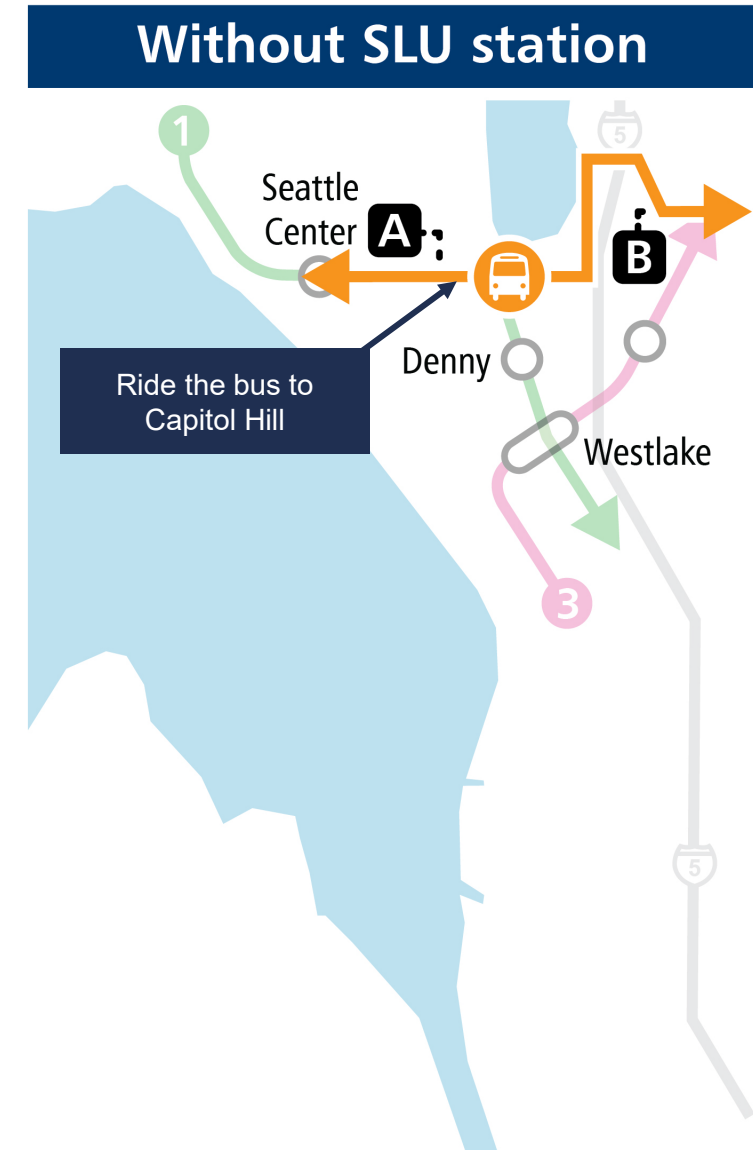 Without SLU station
1
5
Seattle
Center
A
B
Ride the bus to
Capitol Hill
Denny
Westlake
3
5